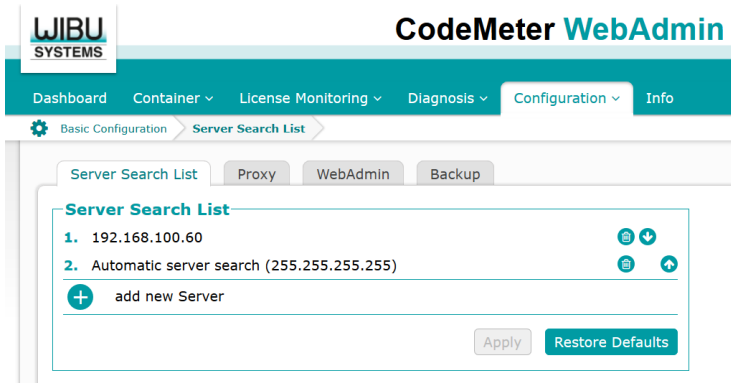 WIBU
SYSTEMS
CodeMeter WebAdmin
Dashboard Container License Monitoring Diagnosis Configuration Info
Basic Configuration Server Search List
Server Search List Proxy WebAdmin Backup
Server Search List
1. 192.168.100.60
2. Automatic server search (255.255.255.255)
add new Server
Apply Restore Defaults